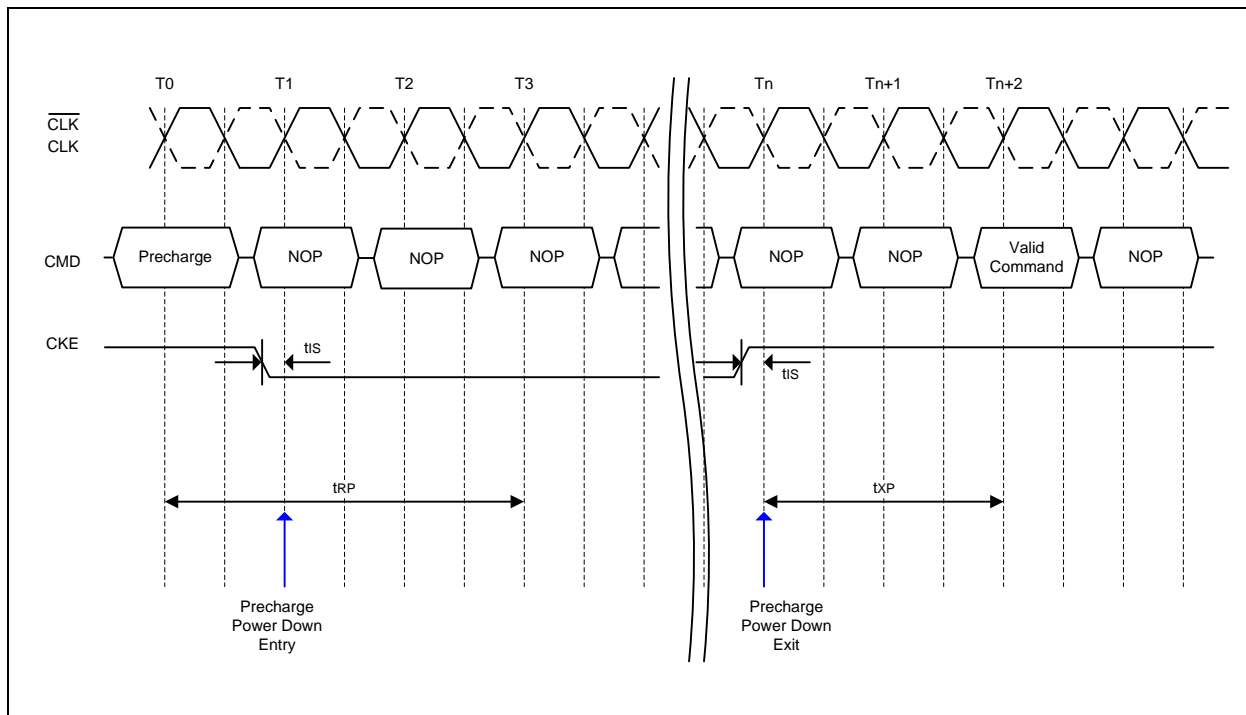 T0 T1 T2 T3 Tn Tn+1 Tn+2
CLK
CLK
CMD Precharge NOP NOP NOP NOP NOP Valid Command NOP
CKE
tIS
tIS
tRP
tXP
Precharge
Power Down
Entry
Precharge
Power Down
Exit